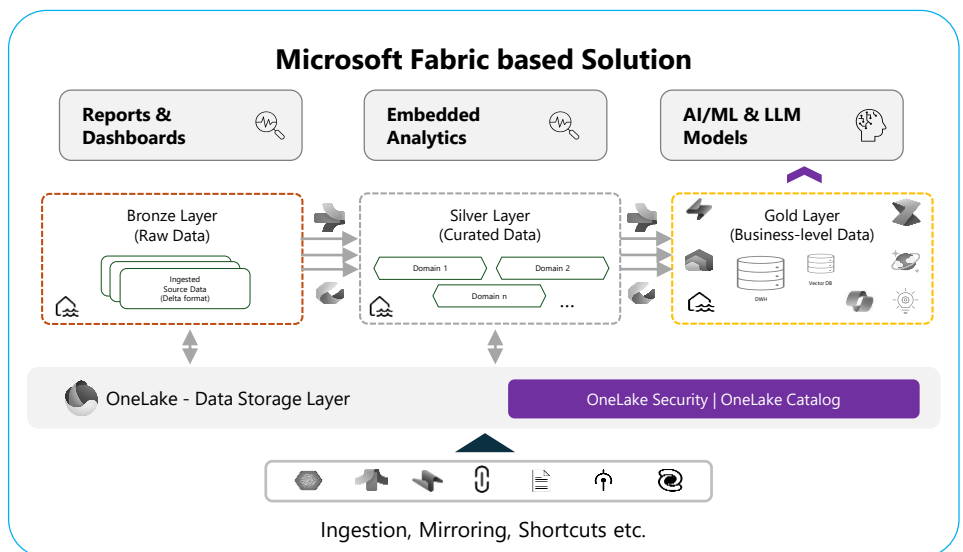 Microsoft Fabric based Solution
Reports &
Dashboards
Embedded
Analytics
AI/ML & LLM
Models
Bronze Layer
(Raw Data)
Ingested
Source Data
(Delta format)
Silver Layer
(Curated Data)
Domain 1
Domain 2
Domain n
...
Gold Layer
(Business-level Data)
DWH
Vector DB
OneLake - Data Storage Layer
OneLake Security | OneLake Catalog
Ingestion, Mirroring, Shortcuts etc.